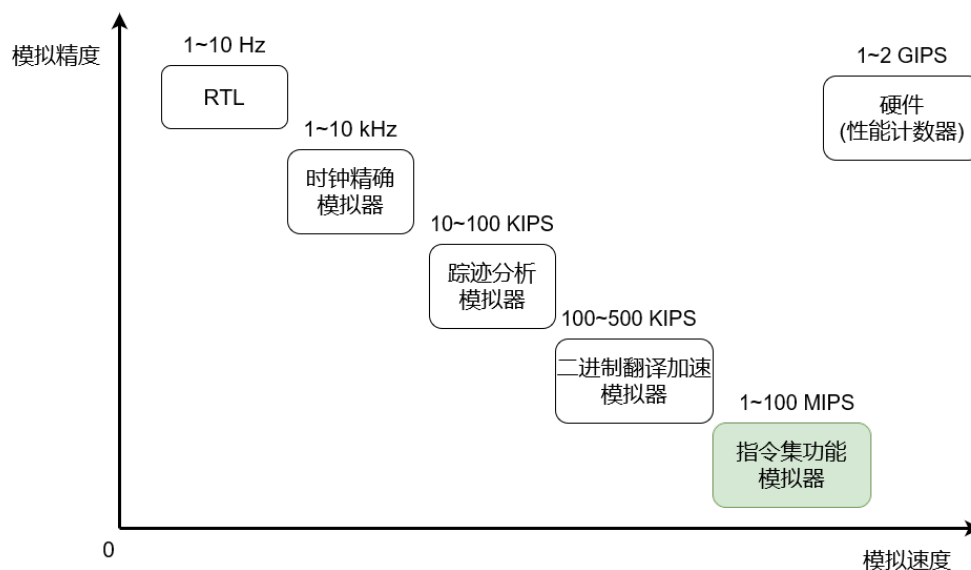 模拟精度
1~10 Hz
RTL
1~10 kHz
时钟精确
模拟器
10~100 KIPS
踪迹分析
模拟器
100~500 KIPS
二进制翻译加速
模拟器
1~100 MIPS
指令集功能
模拟器
1~2 GIPS
硬件
(性能计数器)
0
模拟速度